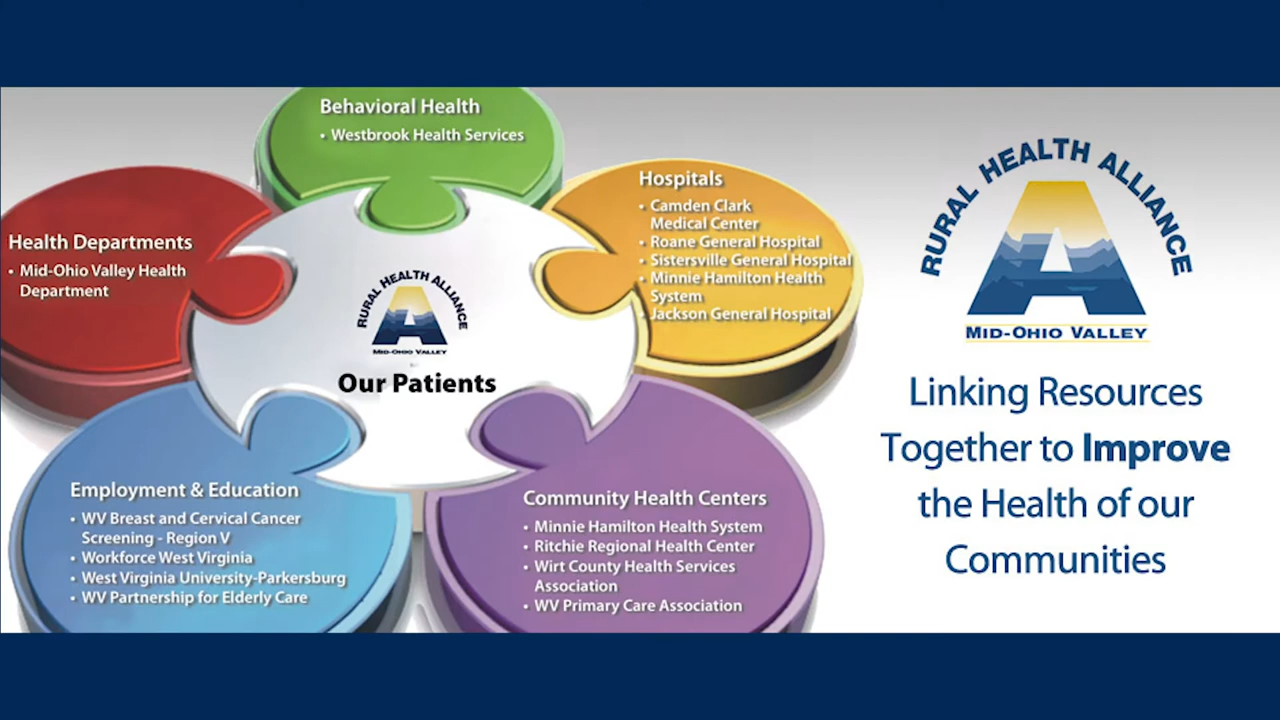 Behavioral Health
• Westbrook Health Services
Hospitals
• Camden Clark
Medical Center
• Roane General Hospital
• Sistersville General Hospital
• Minnie Hamilton Health
System
• Jackson General Hospital
Health Departments
• Mid-Ohio Valley Health
Department
RURAL HEALTH ALLIANCE
A
MID-OHIO VALLEY
Our Patients
Employment & Education
• WV Breast and Cervical Cancer
Screening - Region V
• Workforce West Virginia
• West Virginia University-Parkersburg
• WV Partnership for Elderly Care
Community Health Centers
• Minnie Hamilton Health System
• Ritchie Regional Health Center
• Wirt County Health Services
Association
• WV Primary Care Association
RURAL HEALTH ALLIANCE
A
MID-OHIO VALLEY
Linking Resources
Together to Improve
the Health of our
Communities